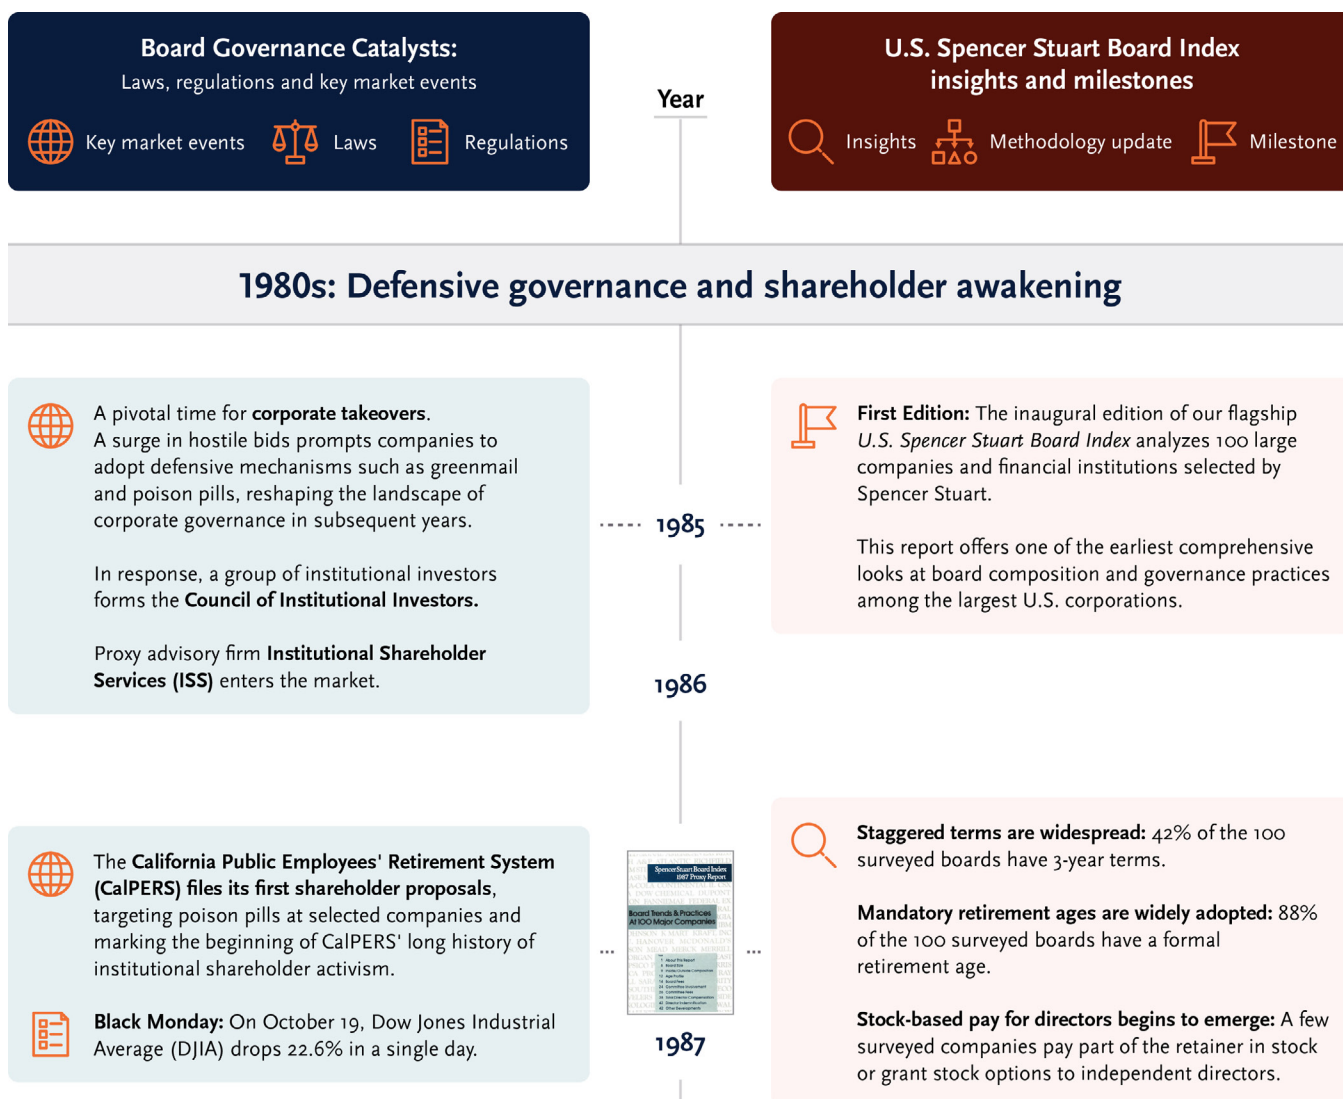 Board Governance Catalysts:
Laws, regulations and key market events
Key market events
Laws
Regulations
Year
U.S. Spencer Stuart Board Index
insights and milestones
Insights
Methodology update
Milestone
1980s: Defensive governance and shareholder awakening
A pivotal time for corporate takeovers.
A surge in hostile bids prompts companies to
adopt defensive mechanisms such as greenmail
and poison pills, reshaping the landscape of
corporate governance in subsequent years.
In response, a group of institutional investors
forms the Council of Institutional Investors.
Proxy advisory firm Institutional Shareholder
Services (ISS) enters the market.
1985
First Edition: The inaugural edition of our flagship
U.S. Spencer Stuart Board Index analyzes 100 large
companies and financial institutions selected by
Spencer Stuart.
This report offers one of the earliest comprehensive
looks at board composition and governance practices
among the largest U.S. corporations.
1986
The California Public Employees' Retirement System
(CalPERS) files its first shareholder proposals,
targeting poison pills at selected companies and
marking the beginning of CalPERS' long history of
institutional shareholder activism.
Black Monday: On October 19, Dow Jones Industrial
Average (DJIA) drops 22.6% in a single day.
SpencerStuart Board Index
1987 Proxy Report
Board Trends & Practices
At 100 Major Companies
1987
Staggered terms are widespread: 42% of the 100
surveyed boards have 3-year terms.
Mandatory retirement ages are widely adopted: 88%
of the 100 surveyed boards have a formal
retirement age.
Stock-based pay for directors begins to emerge: A few
surveyed companies pay part of the retainer in stock
or grant stock options to independent directors.